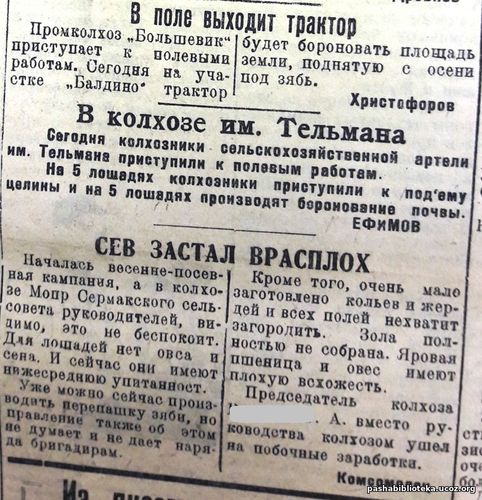 В поле выходит трактор
Промколхоз „Большевик"
приступает к полевым
работам. Сегодня на уча-
стке „Балдино" трактор
будет бороновать площадь
земли, поднятую с осени
под зябь.
Христофоров
В колхозе им. Тельмана
Сегодня колхозники сельскохозяйственной артели
им. Тельмана приступили к полевым работам.
На 5 лошадях колхозники приступили к под'ему
целины и на 5 лошадях производят боронование почвы.
ЕФИМОВ
СЕВ ЗАСТАЛ ВРАСПЛОХ
Началась весенне-посев-
ная кампания, а в колхо-
зе Мопр Сермакского сель-
совета руководителей, ви-
димо, это не беспокоит.
Для лошадей нет овса и
сена. И сейчас они имеют
нижесреднюю упитанност.
Уже можно сейчас произ-
водить перепашку зяби, но
правление также об этом
не думает и не дает наря-
да бригадирам.
Кроме того, очень мало
заготовлено кольев и жер-
дей и всех полей нехватит
загородить. Зола пол-
ностью не собрана. Яровая
пшеница и овес имеют
плохую всхожесть.
Председатель колхоза
А. вместо ру-
ководства колхозом ушел
на побочные заработки.
pashabiblioteka.ucoz.org